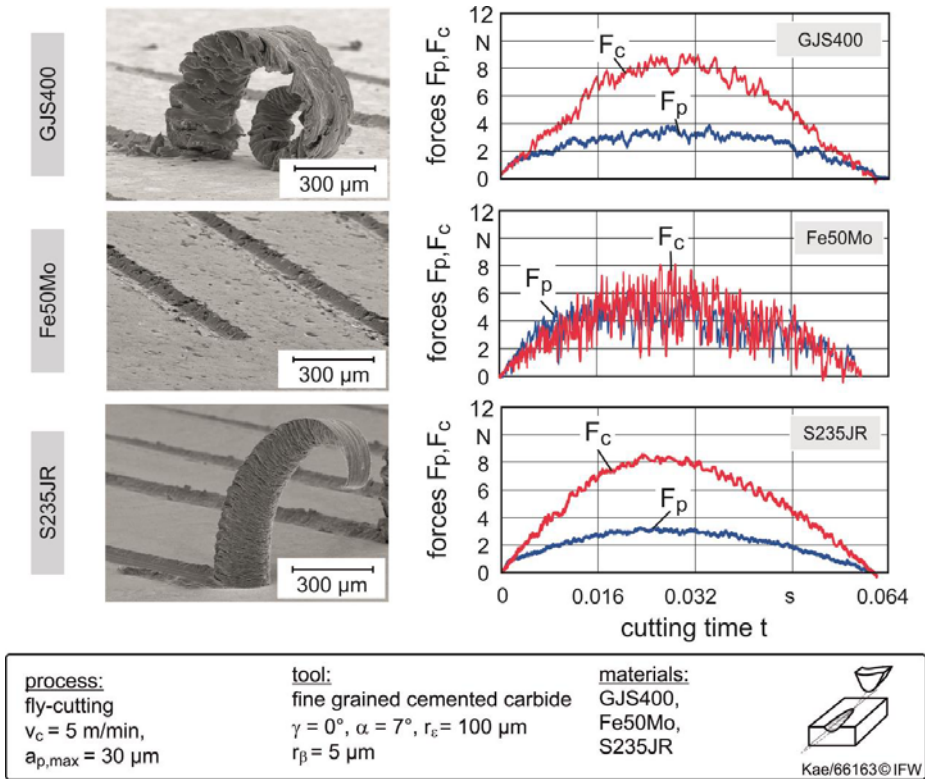 GJS400
300 µm
forces Fp,Fc
12
N
8
6
4
2
0
Fc
Fp
GJS400
Fe50Mo
300 µm
forces Fp,Fc
12
N
8
6
4
2
0
Fp
Fc
Fe50Mo
S235JR
300 µm
forces Fp,Fc
12
N
8
6
4
2
0
Fc
Fp
S235JR
0 0.016 0.032 s 0.064
cutting time t
process:
fly-cutting
vc = 5 m/min,
ap,max = 30 µm
tool:
fine grained cemented carbide
γ = 0°, α = 7°, rε = 100 µm
rβ = 5 µm
materials:
GJS400,
Fe50Mo,
S235JR
Kae/66163©IFW